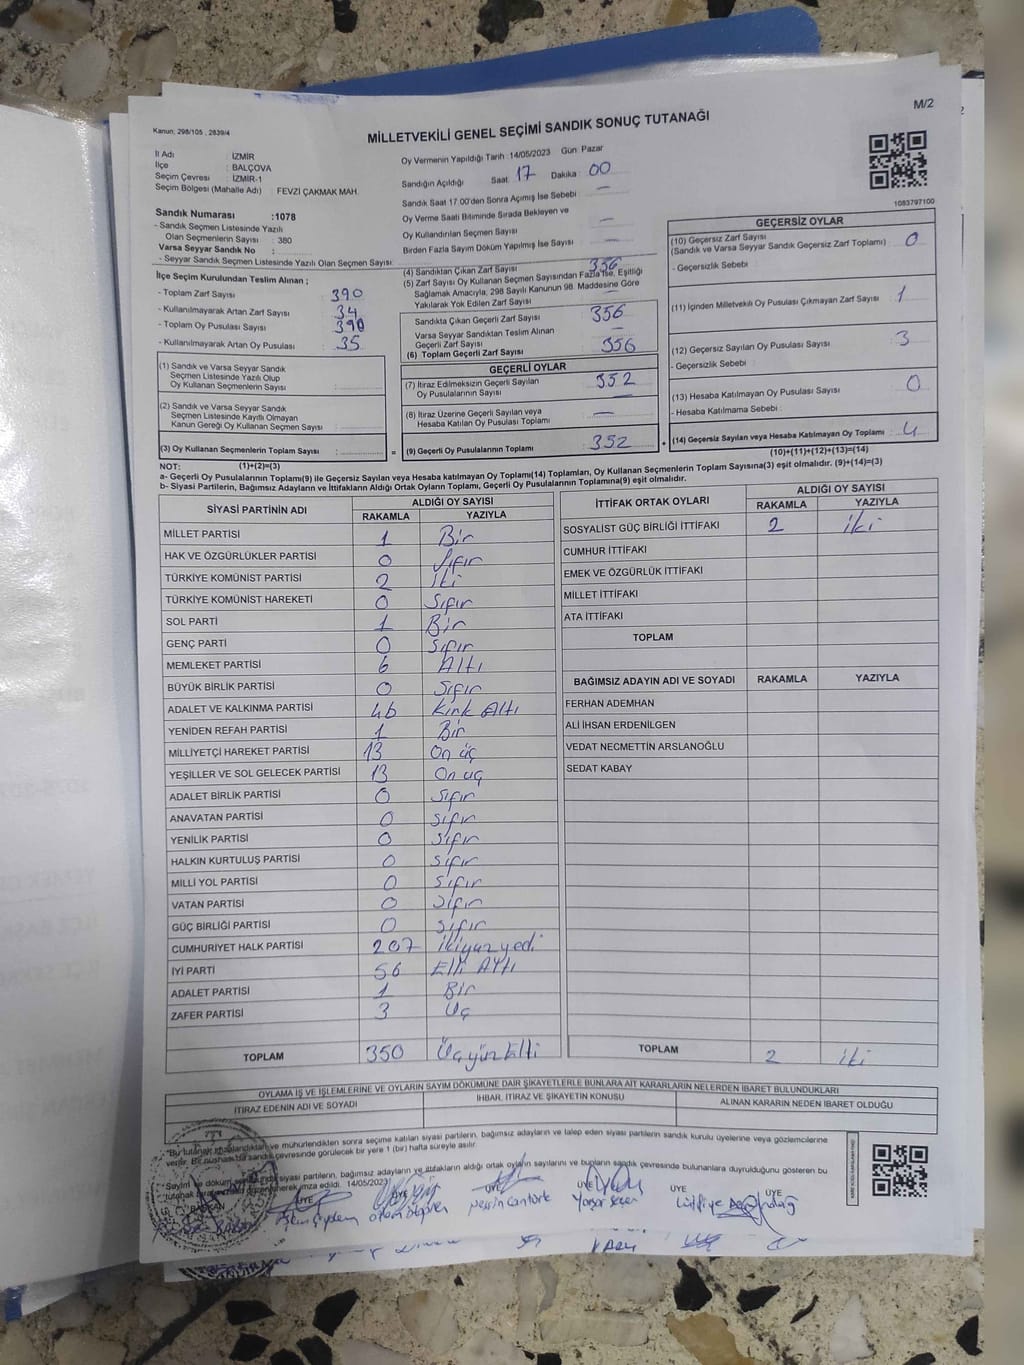 M/2
Kanun; 298/105 , 2839/4
MİLLETVEKİLİ GENEL SEÇİMİ SANDIK SONUÇ TUTANAĞI
İl Adı : İZMİR
İlçe : BALÇOVA
Seçim Çevresi : İZMİR-1
Seçim Bölgesi (Mahalle Adı) : FEVZİ ÇAKMAK MAH.
Sandık Numarası :1078
- Sandık Seçmen Listesinde Yazılı
Olan Seçmenlerin Sayısı : 380
Varsa Seyyar Sandık No :
- Seyyar Sandık Seçmen Listesinde Yazılı Olan Seçmen Sayısı
Oy Vermenin Yapıldığı Tarih :14/05/2023 Gün: Pazar
Sandığın Açıldığı Saat : 17 Dakika : 00
Sandık Saat 17.00'den Sonra Açımış İse Sebebi : —
Oy Verme Saati Bitiminde Sırada Bekleyen ve
Oy Kullandırılan Seçmen Sayısı : —
Birden Fazla Sayım Döküm Yapılmış İse Sayısı : —
1083797100
İlçe Seçim Kurulundan Teslim Alınan ;
- Toplam Zarf Sayısı : 390
- Kullanılmayarak Artan Zarf Sayısı : 34
- Toplam Oy Pusulası Sayısı : 390
- Kullanılmayarak Artan Oy Pusulası : 35
(1) Sandık ve Varsa Seyyar Sandık
Seçmen Listesinde Yazılı Olup
Oy Kullanan Seçmenlerin Sayısı :
(2) Sandık ve Varsa Seyyar Sandık
Seçmen Listesinde Kayıtlı Olmayan
Kanun Gereği Oy Kullanan Seçmen Sayısı :
(3) Oy Kullanan Seçmenlerin Toplam Sayısı :
(4) Sandıktan Çıkan Zarf Sayısı : 356
(5) Zarf Sayısı Oy Kullanan Seçmen Sayısından Fazla İse, Eşitliği
Sağlamak Amacıyla, 298 Sayılı Kanunun 98. Maddesine Göre
Yakılarak Yok Edilen Zarf Sayısı : —
Sandıkta Çıkan Geçerli Zarf Sayısı : 356
Varsa Seyyar Sandıktan Teslim Alınan
Geçerli Zarf Sayısı : —
(6) Toplam Geçerli Zarf Sayısı : 356
GEÇERLİ OYLAR
(7) İtiraz Edilmeksizin Geçerli Sayılan
Oy Pusulalarının Sayısı : 352
(8) İtiraz Üzerine Geçerli Sayılan veya
Hesaba Katılan Oy Pusulası Toplamı : —
(9) Geçerli Oy Pusulalarının Toplamı : 352
GEÇERSİZ OYLAR
(10) Geçersiz Zarf Sayısı
(Sandık ve Varsa Seyyar Sandık Geçersiz Zarf Toplamı) : 0
- Geçersizlik Sebebi :
(11) İçinden Milletvekili Oy Pusulası Çıkmayan Zarf Sayısı : 1
(12) Geçersiz Sayılan Oy Pusulası Sayısı : 3
- Geçersizlik Sebebi :
(13) Hesaba Katılmayan Oy Pusulası Sayısı : 0
- Hesaba Katılmama Sebebi :
(14) Geçersiz Sayılan veya Hesaba Katılmayan Oy Toplamı : 4
(10)+(11)+(12)+(13)=(14)
NOT: (1)+(2)=(3)
a- Geçerli Oy Pusulalarının Toplamı(9) ile Geçersiz Sayılan veya Hesaba katılmayan Oy Toplamı(14) Toplamları, Oy Kullanan Seçmenlerin Toplam Sayısına(3) eşit olmalıdır. (9)+(14)=(3)
b- Siyasi Partilerin, Bağımsız Adayların ve İttifakların Aldığı Ortak Oyların Toplamı, Geçerli Oy Pusulalarının Toplamına(9) eşit olmalıdır.
SİYASİ PARTİNİN ADI ALDIĞI OY SAYISI
RAKAMLA YAZIYLA
MİLLET PARTİSİ 1 Bir
HAK VE ÖZGÜRLÜKLER PARTİSİ 0 Sıfır
TÜRKİYE KOMÜNİST PARTİSİ 2 İki
TÜRKİYE KOMÜNİST HAREKETİ 0 Sıfır
SOL PARTİ 1 Bir
GENÇ PARTİ 0 Sıfır
MEMLEKET PARTİSİ 6 Altı
BÜYÜK BİRLİK PARTİSİ 0 Sıfır
ADALET VE KALKINMA PARTİSİ 46 Kırk Altı
YENİDEN REFAH PARTİSİ 1 Bir
MİLLİYETÇİ HAREKET PARTİSİ 13 On üç
YEŞİLLER VE SOL GELECEK PARTİSİ 13 On üç
ADALET BİRLİK PARTİSİ 0 Sıfır
ANAVATAN PARTİSİ 0 Sıfır
YENİLİK PARTİSİ 0 Sıfır
HALKIN KURTULUŞ PARTİSİ 0 Sıfır
MİLLİ YOL PARTİSİ 0 Sıfır
VATAN PARTİSİ 0 Sıfır
GÜÇ BİRLİĞİ PARTİSİ 0 Sıfır
CUMHURİYET HALK PARTİSİ 207 İkiyüzyedi
İYİ PARTİ 56 Elli Altı
ADALET PARTİSİ 1 Bir
ZAFER PARTİSİ 3 Üç
TOPLAM 350 Üçyüzelli
İTTİFAK ORTAK OYLARI ALDIĞI OY SAYISI
RAKAMLA YAZIYLA
SOSYALİST GÜÇ BİRLİĞİ İTTİFAKI 2 İki
CUMHUR İTTİFAKI
EMEK VE ÖZGÜRLÜK İTTİFAKI
MİLLET İTTİFAKI
ATA İTTİFAKI
TOPLAM
BAĞIMSIZ ADAYIN ADI VE SOYADI RAKAMLA YAZIYLA
FERHAN ADEMHAN
ALİ İHSAN ERDENİLGEN
VEDAT NECMETTİN ARSLANOĞLU
SEDAT KABAY
TOPLAM 2 iki
OYLAMA İŞ VE İŞLEMLERİNE VE OYLARIN SAYIM DÖKÜMÜNE DAİR ŞİKAYETLERLE BUNLARA AİT KARARLARIN NELERDEN İBARET BULUNDUKLARI
İTİRAZ EDENİN ADI VE SOYADI İHBAR, İTİRAZ VE ŞİKAYETİN KONUSU ALINAN KARARIN NEDEN İBARET OLDUĞU
ve mühürlendikten sonra seçime katılan siyasi partilerin, bağımsız adayların ve talep eden siyasi partilerin sandık kurulu üyelerine veya gözlemcilerine
verilir. Bir nüshası da sandık çevresinde görülecek bir yere 1 (bir) hafta süreyle asılır.
siyasi partilerin, bağımsız adayların ve ittifakların aldığı ortak oyların sayılarını ve bunların sandık çevresinde bulunanlara duyrulduğunu gösteren bu
imza edildi. 14/05/2023
BAŞKAN ÜYE ÜYE ÜYE ÜYE ÜYE ÜYE